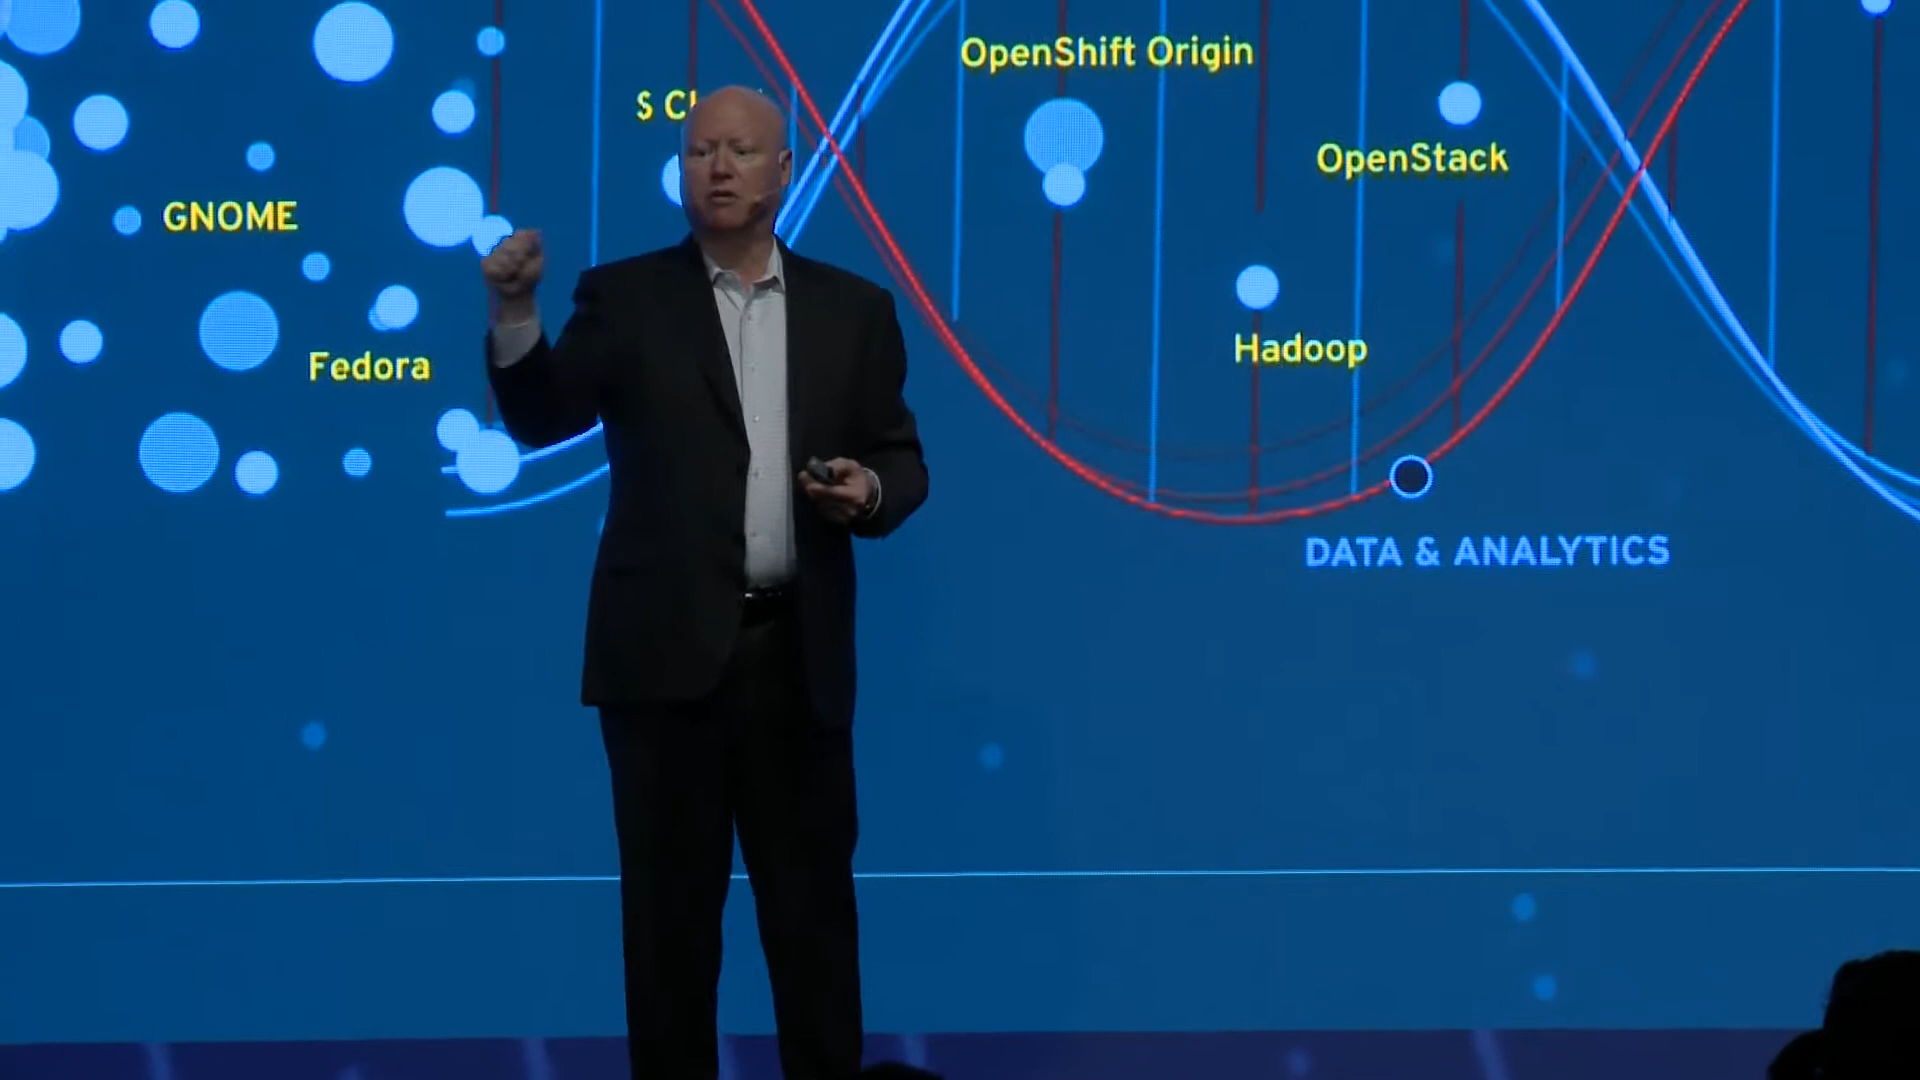 OpenShift Origin
OpenStack
GNOME
Hadoop
Fedora
DATA & ANALYTICS